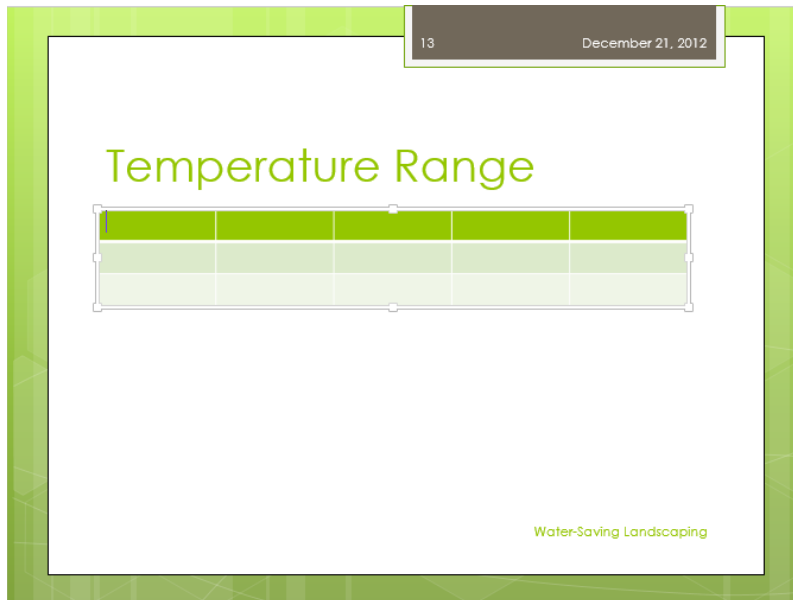 13 December 21, 2012
Temperature Range
Water-Saving Landscaping